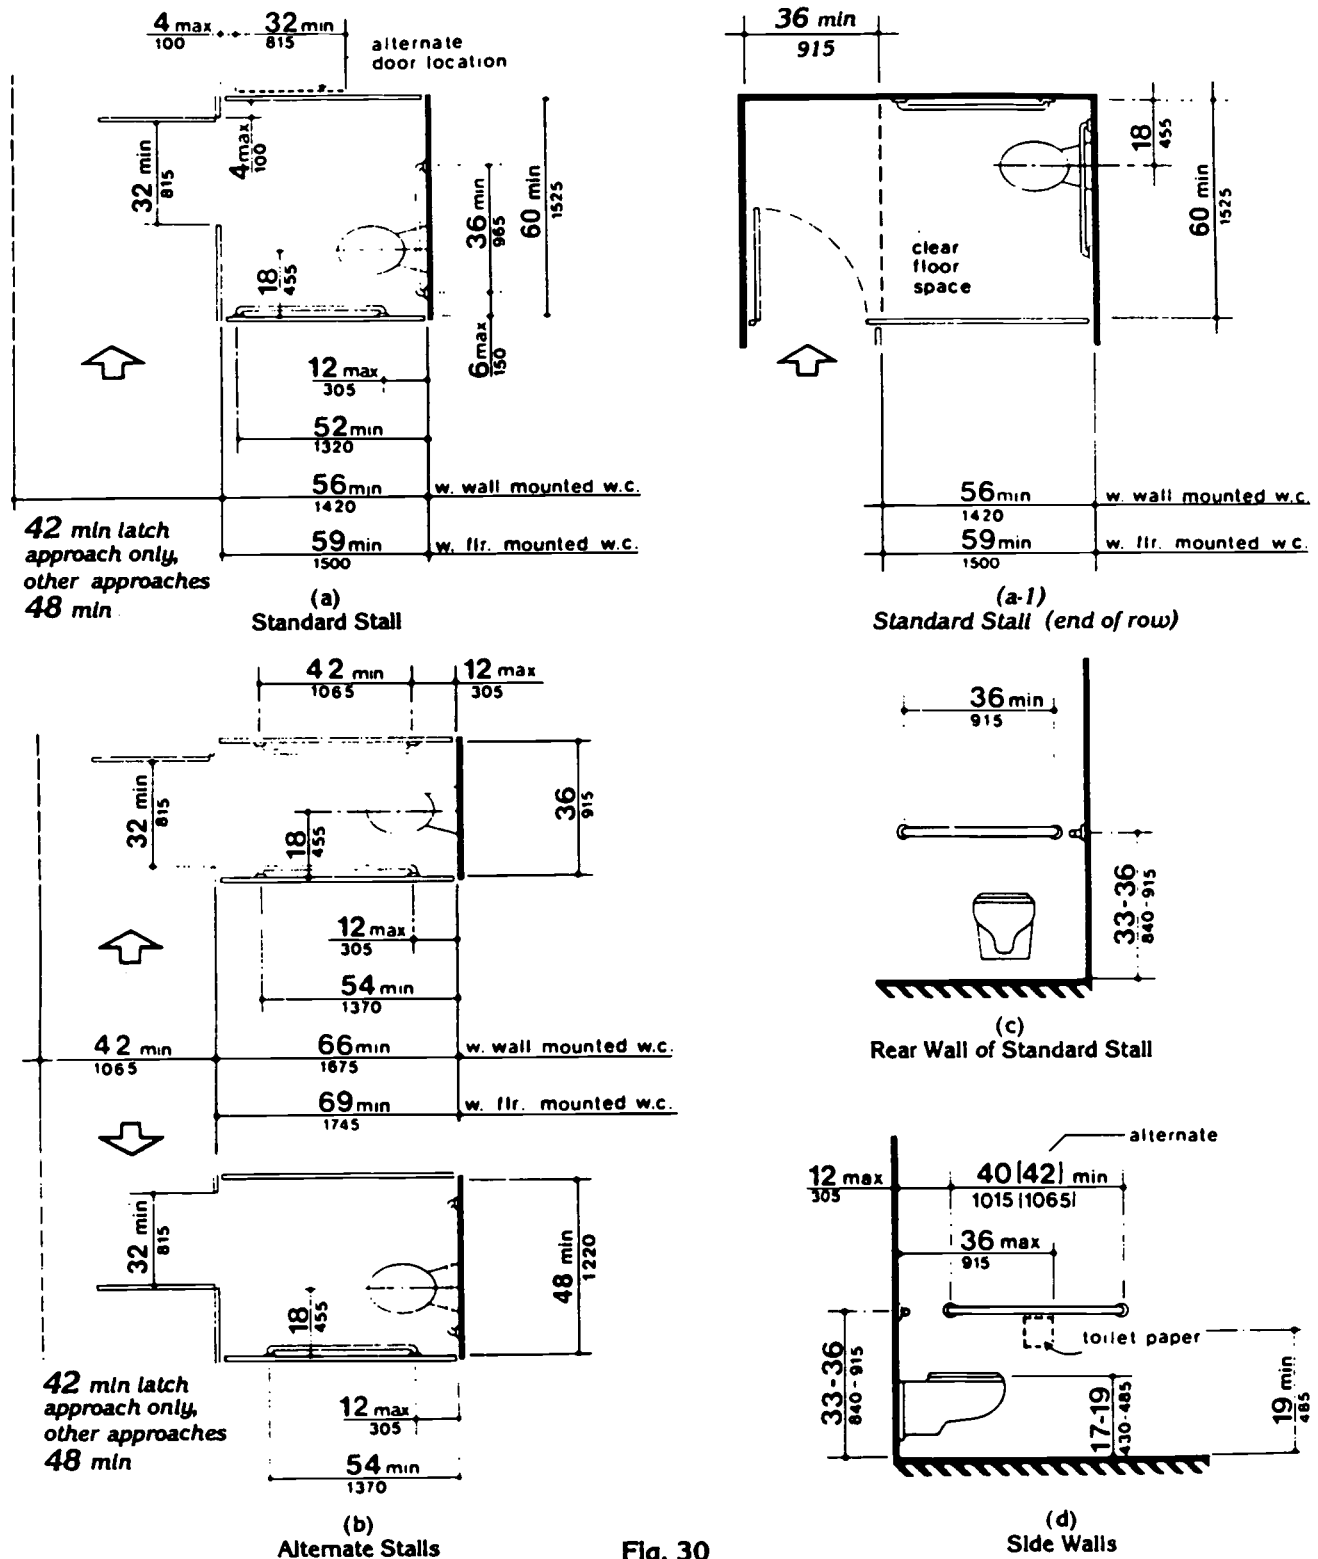 4 max
100
32 min
815
alternate
door location
32 min
815
4 max
100
36 min
965
60 min
1525
18
455
6 max
150
12 max
305
52 min
1320
56 min
1420
w. wall mounted w.c.
59 min
1500
w. flr. mounted w.c.
42 min latch
approach only,
other approaches
48 min
(a)
Standard Stall
36 min
915
18
455
60 min
1525
clear
floor
space
56 min
1420
w. wall mounted w.c.
59 min
1500
w. flr. mounted w c.
(a-1)
Standard Stall (end of row)
42 min
1065
12 max
305
32 min
815
36
915
18
455
12 max
305
54 min
1370
42 min
1065
66 min
1675
w. wall mounted w.c.
69 min
1745
w. flr. mounted w.c.
32 min
815
48 min
1220
18
455
42 min latch
approach only,
other approaches
48 min
12 max
305
54 min
1370
(b)
Alternate Stalls
36 min
915
33-36
840-915
(c)
Rear Wall of Standard Stall
alternate
12 max
305
40 (42) min
1015 (1065)
36 max
915
toilet paper
33-36
840-915
17-19
430-485
19 min
485
(d)
Side Walls
Fig. 30